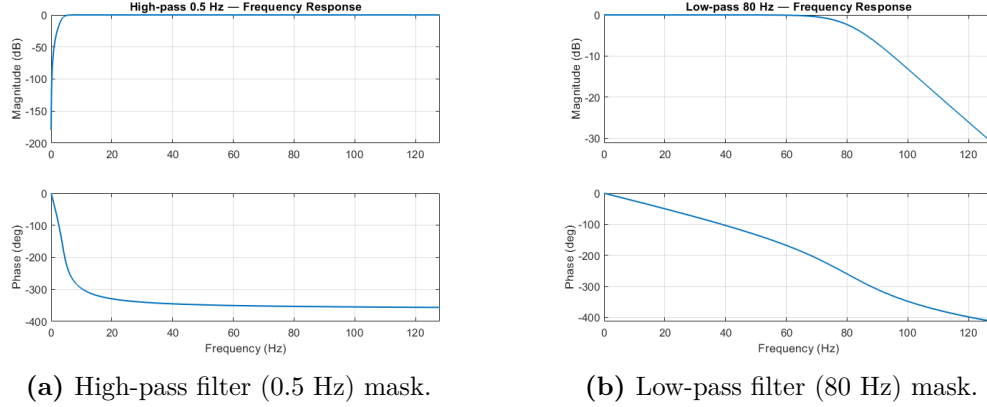 High-pass 0.5 Hz — Frequency Response
0
-50
-100
-150
-200
Magnitude (dB)
0 20 40 60 80 100 120
0
-100
-200
-300
-400
Phase (deg)
0 20 40 60 80 100 120
Frequency (Hz)
(a) High-pass filter (0.5 Hz) mask.
Low-pass 80 Hz — Frequency Response
0
-10
-20
-30
Magnitude (dB)
0 20 40 60 80 100 120
0
-100
-200
-300
-400
Phase (deg)
0 20 40 60 80 100 120
Frequency (Hz)
(b) Low-pass filter (80 Hz) mask.